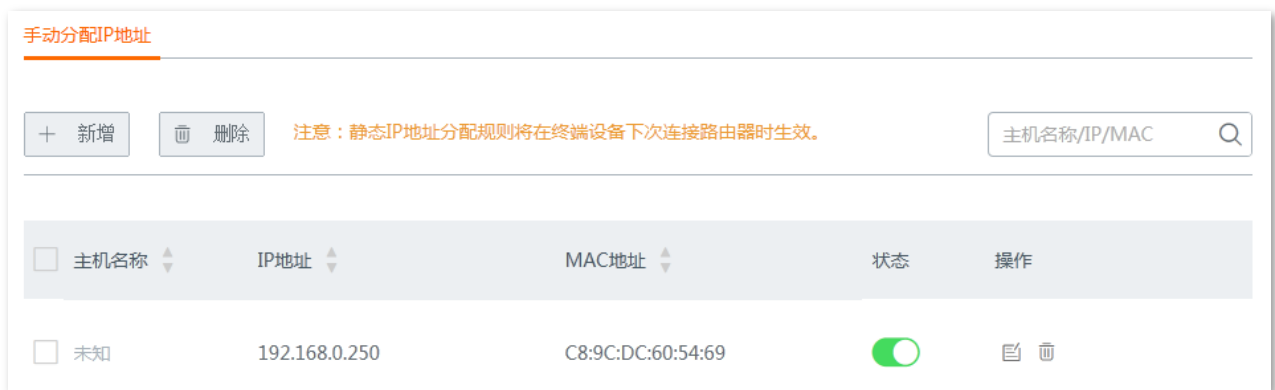 手动分配IP地址
新增 删除 注意：静态IP地址分配规则将在终端设备下次连接路由器时生效。 主机名称/IP/MAC
主机名称 IP地址 MAC地址 状态 操作
未知 192.168.0.250 C8:9C:DC:60:54:69